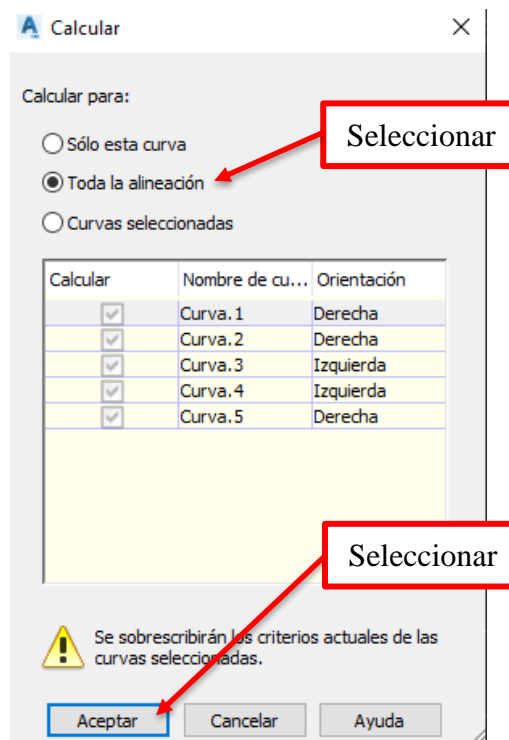 Calcular
Calcular para:
Seleccionar
Sólo esta curva
Toda la alineación
Curvas seleccionadas
Calcular Nombre de cu... Orientación
Curva.1 Derecha
Curva.2 Derecha
Curva.3 Izquierda
Curva.4 Izquierda
Curva.5 Derecha
Seleccionar
Se sobrescribirán los criterios actuales de las
curvas seleccionadas.
Aceptar Cancelar Ayuda